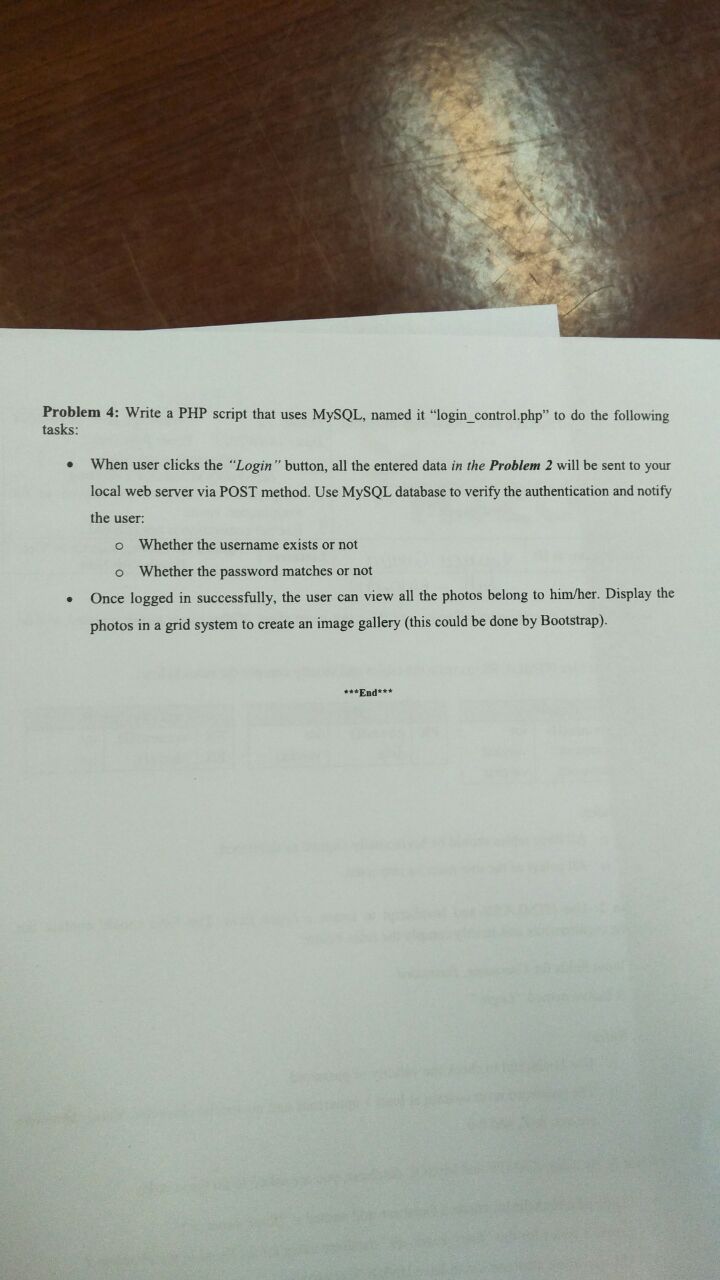 Problem 4: Write a PHP script that uses MySQL, named it “login_control.php” to do the following
tasks:
• When user clicks the “Login” button, all the entered data in the Problem 2 will be sent to your
local web server via POST method. Use MySQL database to verify the authentication and notify
the user:
o Whether the username exists or not
o Whether the password matches or not
• Once logged in successfully, the user can view all the photos belong to him/her. Display the
photos in a grid system to create an image gallery (this could be done by Bootstrap).
***End***